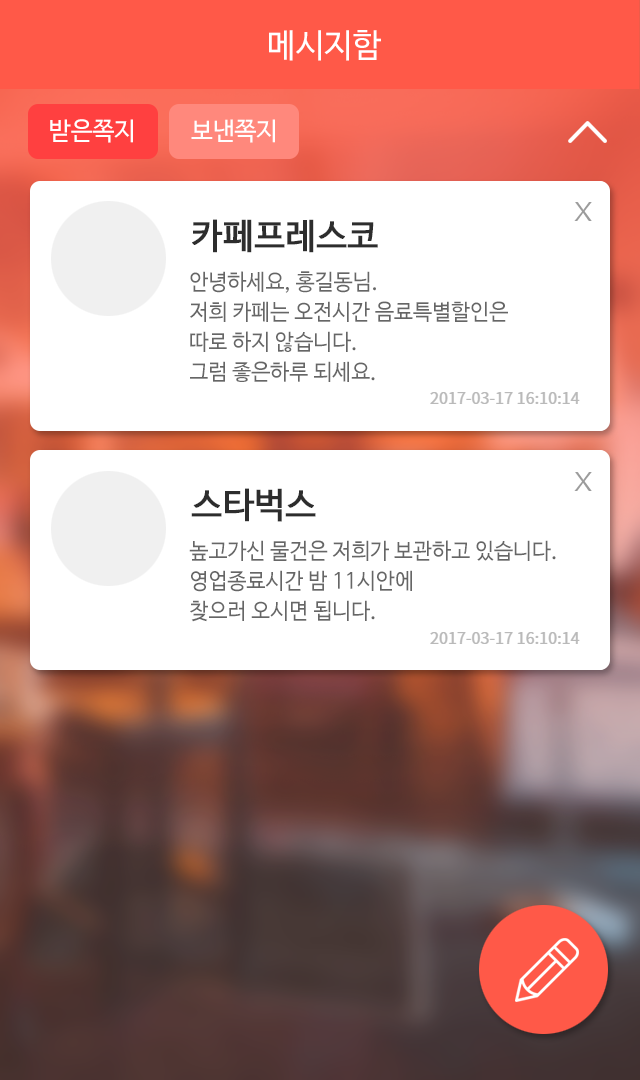 메시지함
받은쪽지 보낸쪽지
X
카페프레스코
안녕하세요, 홍길동님.
저희 카페는 오전시간 음료특별할인은
따로 하지 않습니다.
그럼 좋은하루 되세요.
2017-03-17 16:10:14
X
스타벅스
높고가신 물건은 저희가 보관하고 있습니다.
영업종료시간 밤 11시안에
찾으러 오시면 됩니다.
2017-03-17 16:10:14